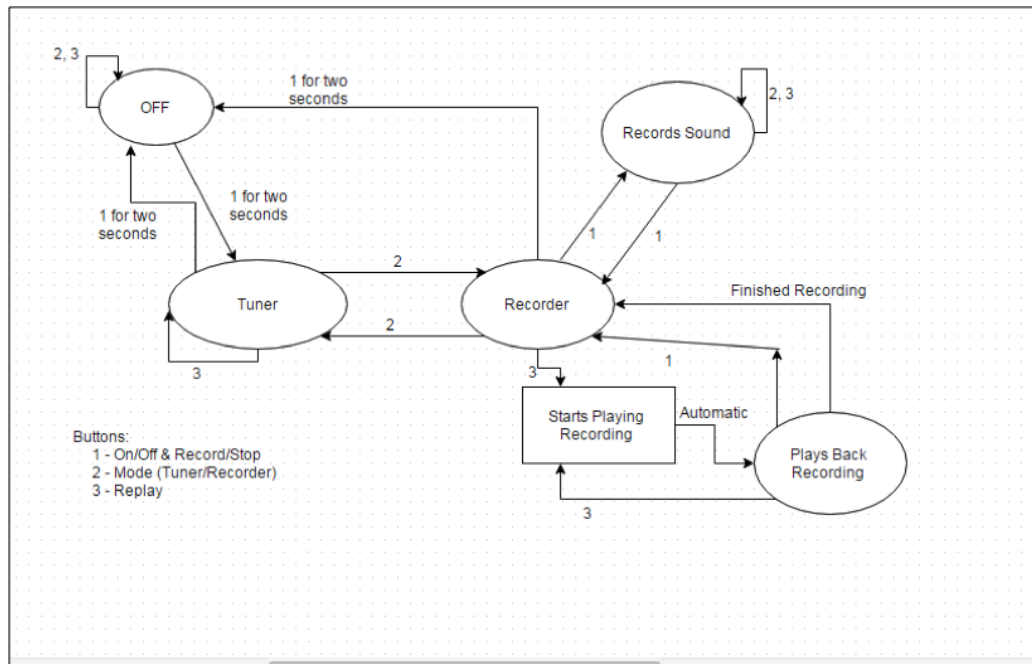 2, 3
OFF
1 for two
seconds
Records Sound
2, 3
1 for two
seconds
1 for two
seconds
1
1
Tuner
2
Recorder
Finished Recording
2
1
3
3
Starts Playing
Recording
Automatic
Plays Back
Recording
3
Buttons:
1 - On/Off & Record/Stop
2 - Mode (Tuner/Recorder)
3 - Replay